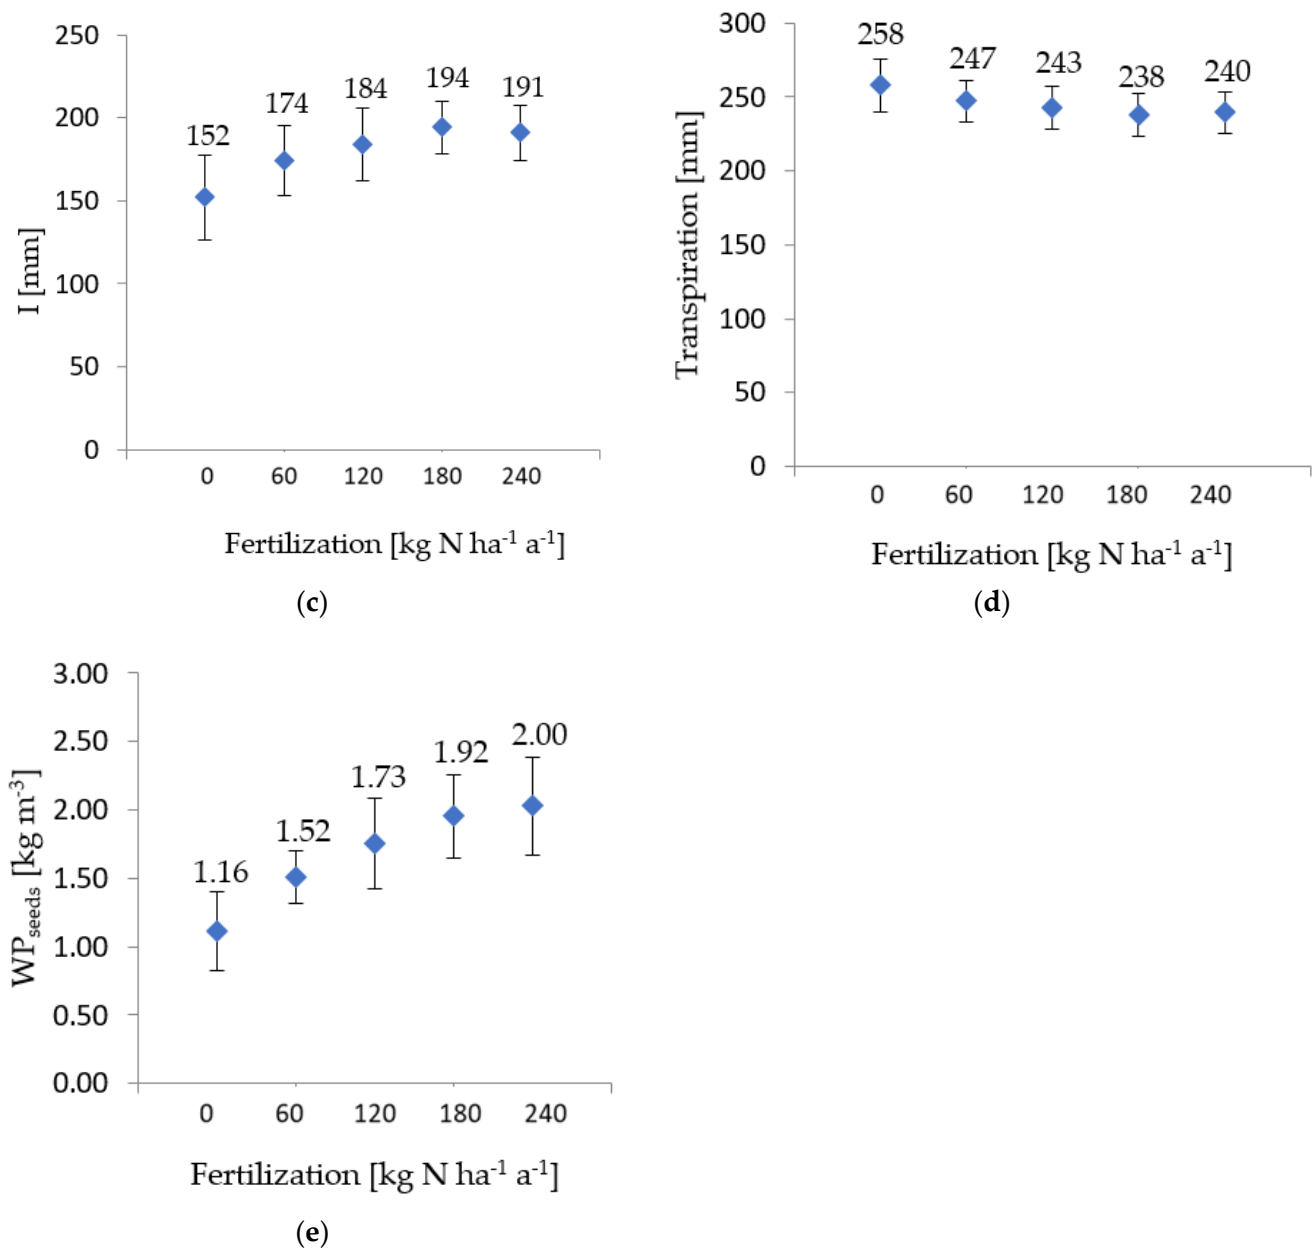 250
200
150
100
50
0
I [mm]
152
174
184
194
191
0 60 120 180 240
Fertilization [kg N ha-1 a-1]
(c)
300
250
200
150
100
50
0
Transpiration [mm]
258
247
243
238
240
0 60 120 180 240
Fertilization [kg N ha-1 a-1]
(d)
3.00
2.50
2.00
1.50
1.00
0.50
0.00
WPseeds [kg m-3]
1.16
1.52
1.73
1.92
2.00
0 60 120 180 240
Fertilization [kg N ha-1 a-1]
(e)